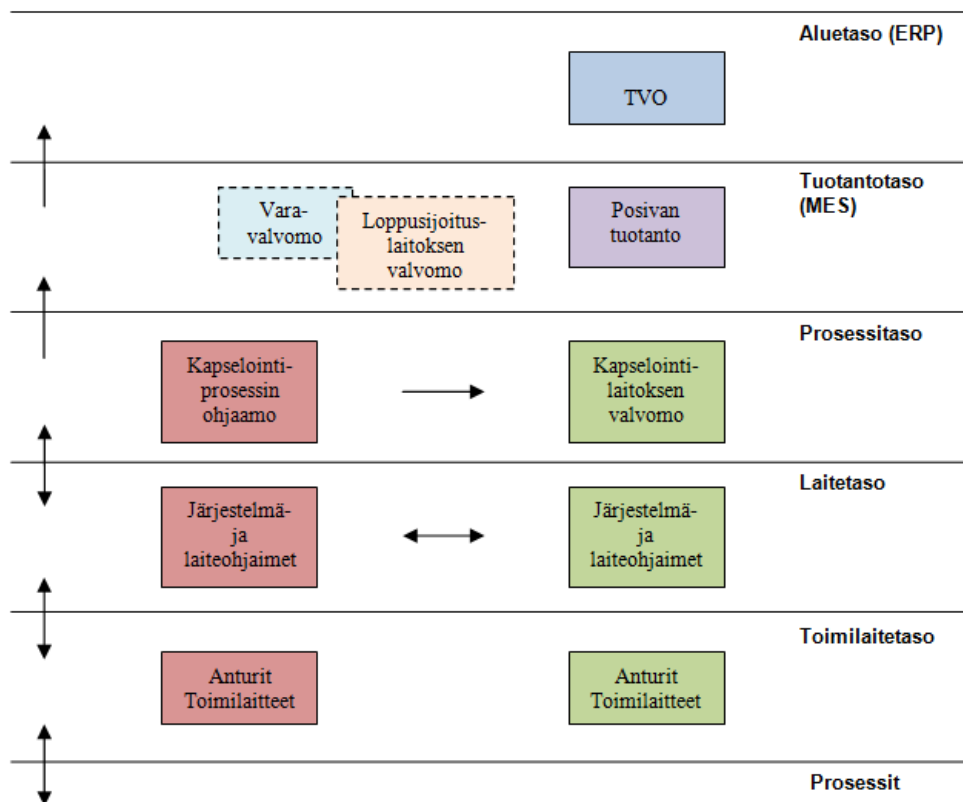 Aluetaso (ERP)
TVO
Tuotantotaso
(MES)
Vara-
valvomo
Loppusijoitus-
laitoksen
valvomo
Posivan
tuotanto
Prosessitaso
Kapselointi-
prosessin
ohjaamo
Kapselointi-
laitoksen
valvomo
Laitetaso
Järjestelmä-
ja
laiteohjaimet
Järjestelmä-
ja
laiteohjaimet
Toimilaitetaso
Anturit
Toimilaitteet
Anturit
Toimilaitteet
Prosessit